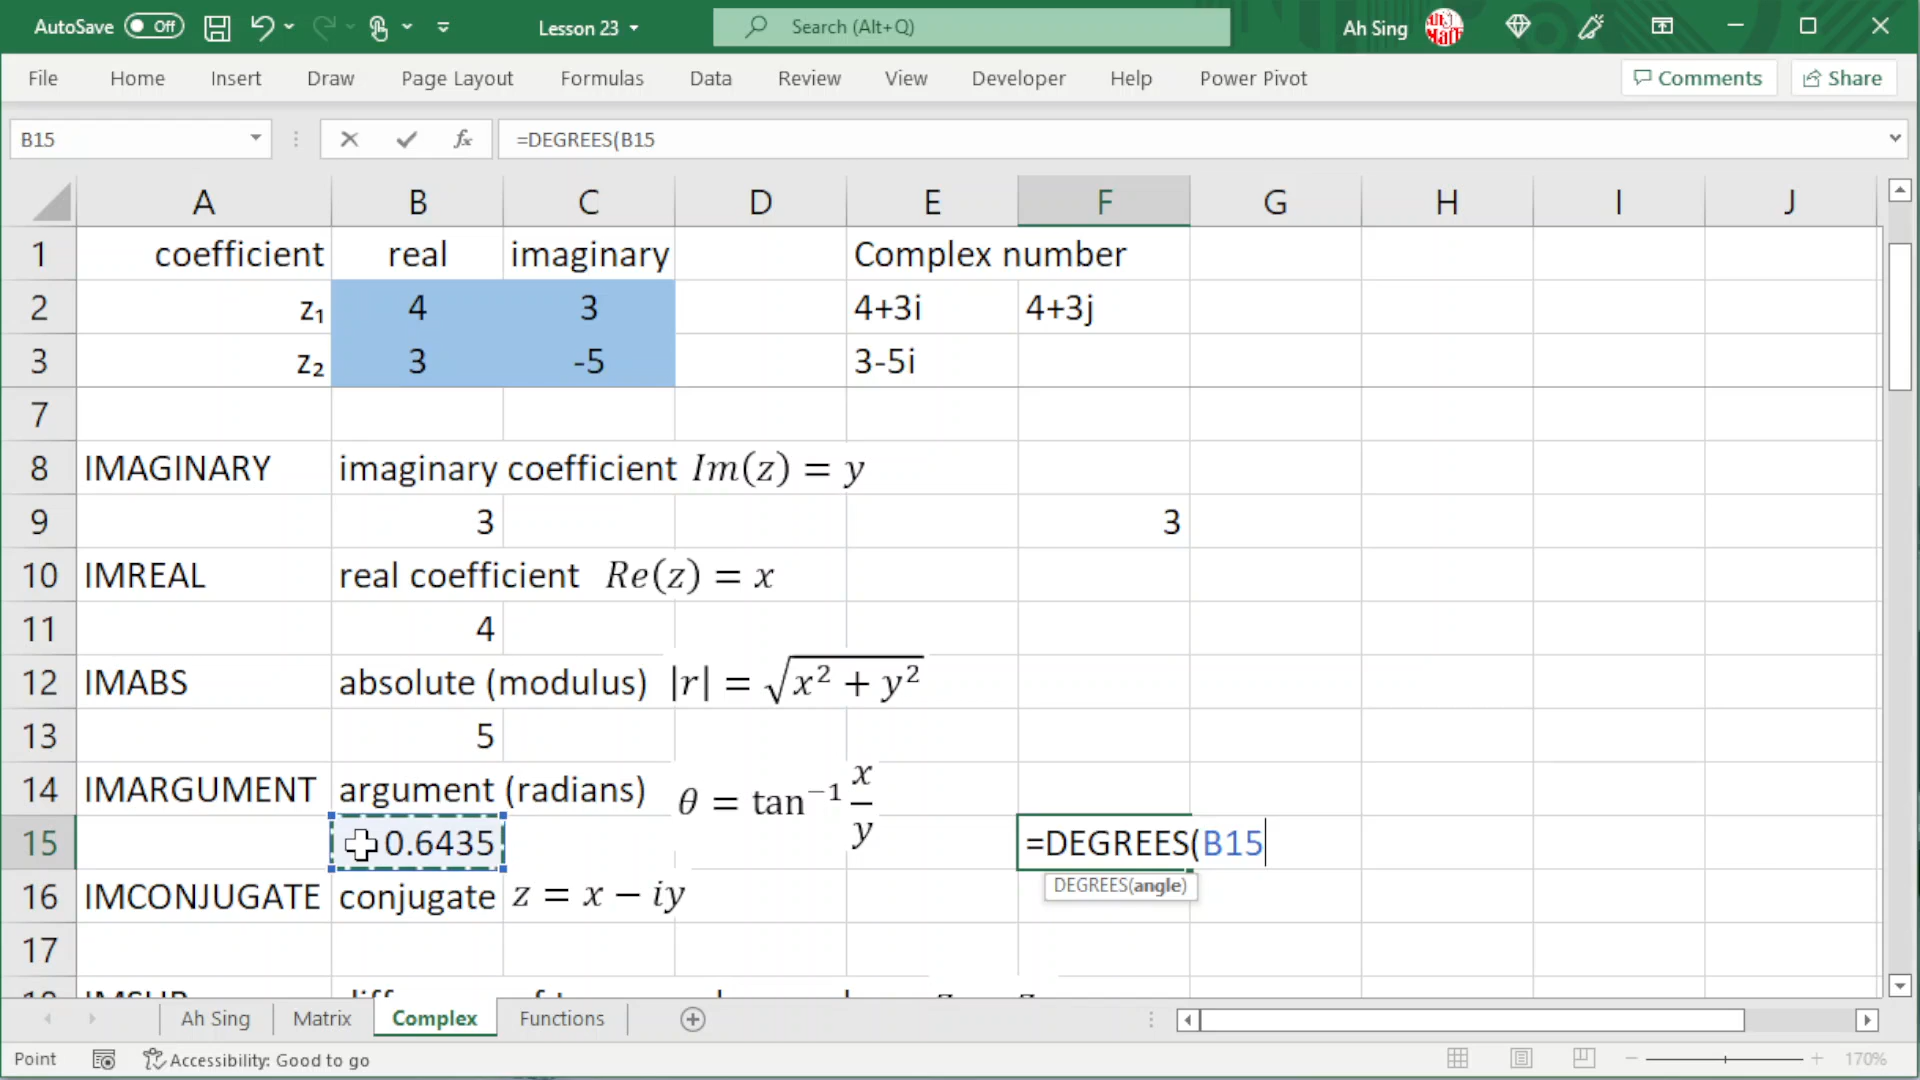 AutoSave Off Lesson 23 Search (Alt+Q) Ah Sing
File Home Insert Draw Page Layout Formulas Data Review View Developer Help Power Pivot Comments Share
B15 fx =DEGREES(B15
A B C D E F G H I J
1 coefficient real imaginary Complex number
2 z₁ 4 3 4+3i 4+3j
3 z₂ 3 -5 3-5i
7
8 IMAGINARY imaginary coefficient Im(z) = y
9 3 3
10 IMREAL real coefficient Re(z) = x
11 4
12 IMABS absolute (modulus) |r| = √x² + y²
13 5
14 IMARGUMENT argument (radians) θ = tan⁻¹ x/y
15 0.6435 =DEGREES(B15
DEGREES(angle)
16 IMCONJUGATE conjugate z = x − iy
17
Ah Sing Matrix Complex Functions
Point Accessibility: Good to go 170%